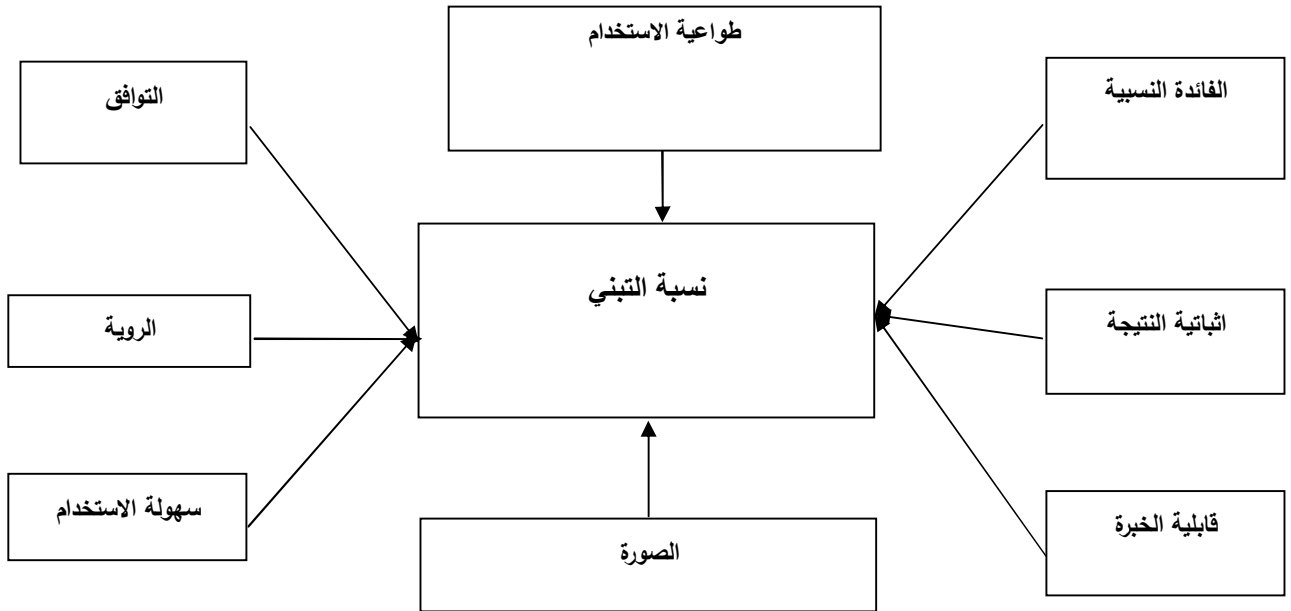 طواعية الاستخدام
الفائدة النسبية
التوافق
نسبة التبني
اثباتية النتيجة
الروية
سهولة الاستخدام
قابلية الخبرة
الصورة